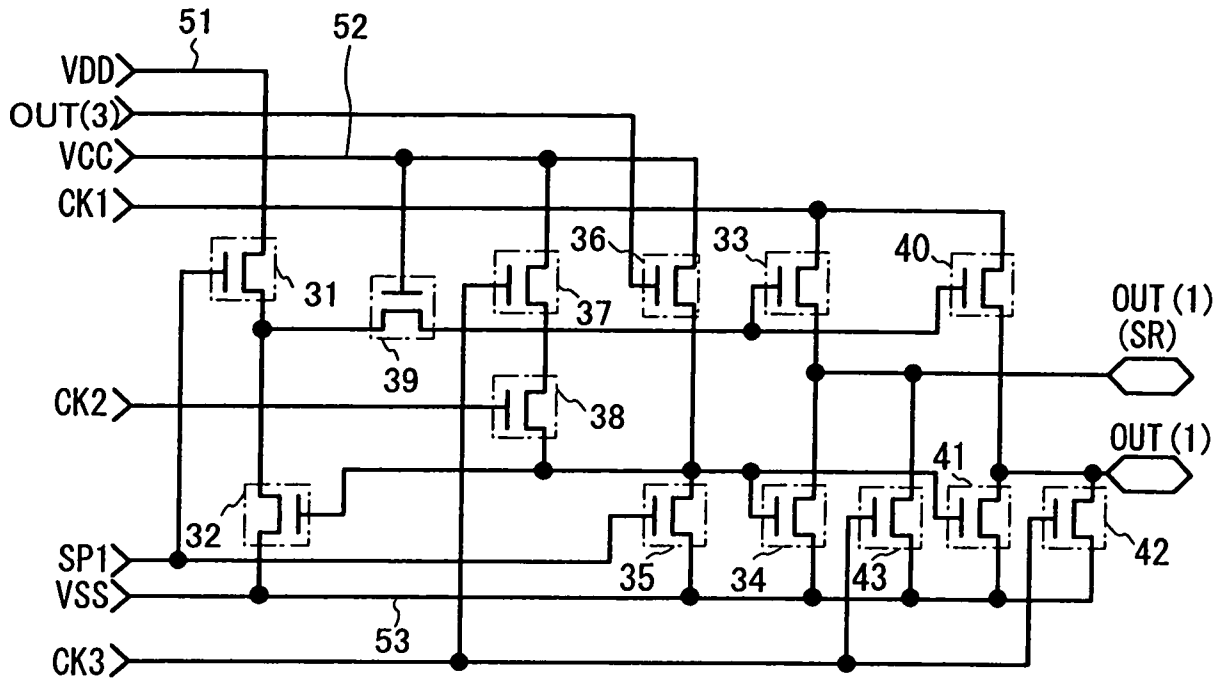 51
52
VDD
OUT(3)
VCC
CK1
36
33
40
31
37
OUT(1)
(SR)
39
CK2
38
OUT(1)
41
32
SP1
35
34
43
42
VSS
53
CK3